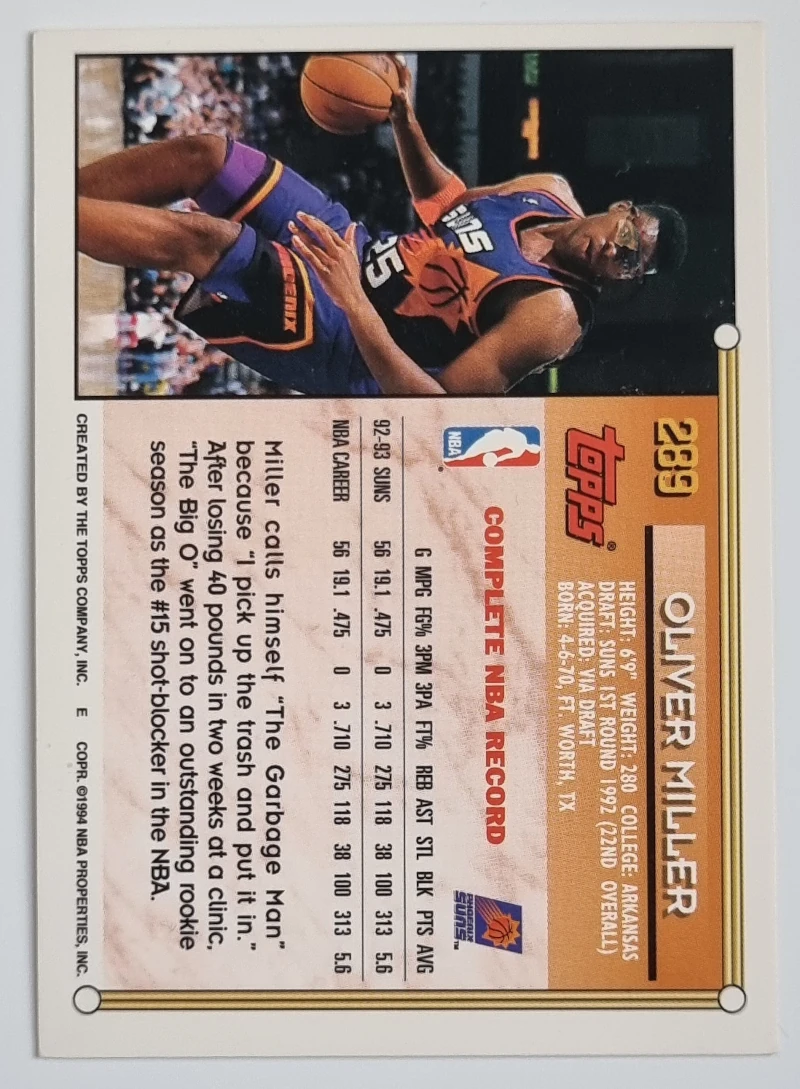 289
OLIVER MILLER
TOPPS®
HEIGHT: 6'9" WEIGHT: 280 COLLEGE: ARKANSAS
DRAFT: SUNS 1ST ROUND 1992 (22ND OVERALL)
ACQUIRED: VIA DRAFT
BORN: 4-6-70, FT. WORTH, TX
NBA®
COMPLETE NBA RECORD
PHOENIX
SUNS™
G MPG FG% 3PM 3PA FT% REB AST STL BLK PTS AVG
92-93 SUNS 56 19.1 .475 0 3 .710 275 118 38 100 313 5.6
NBA CAREER 56 19.1 .475 0 3 .710 275 118 38 100 313 5.6
Miller calls himself "The Garbage Man"
because "I pick up the trash and put it in."
After losing 40 pounds in two weeks at a clinic,
"The Big O" went on to an outstanding rookie
season as the #15 shot-blocker in the NBA.
CREATED BY THE TOPPS COMPANY, INC. E COPR. ©1994 NBA PROPERTIES, INC.
SUNS
25
PHOENIX